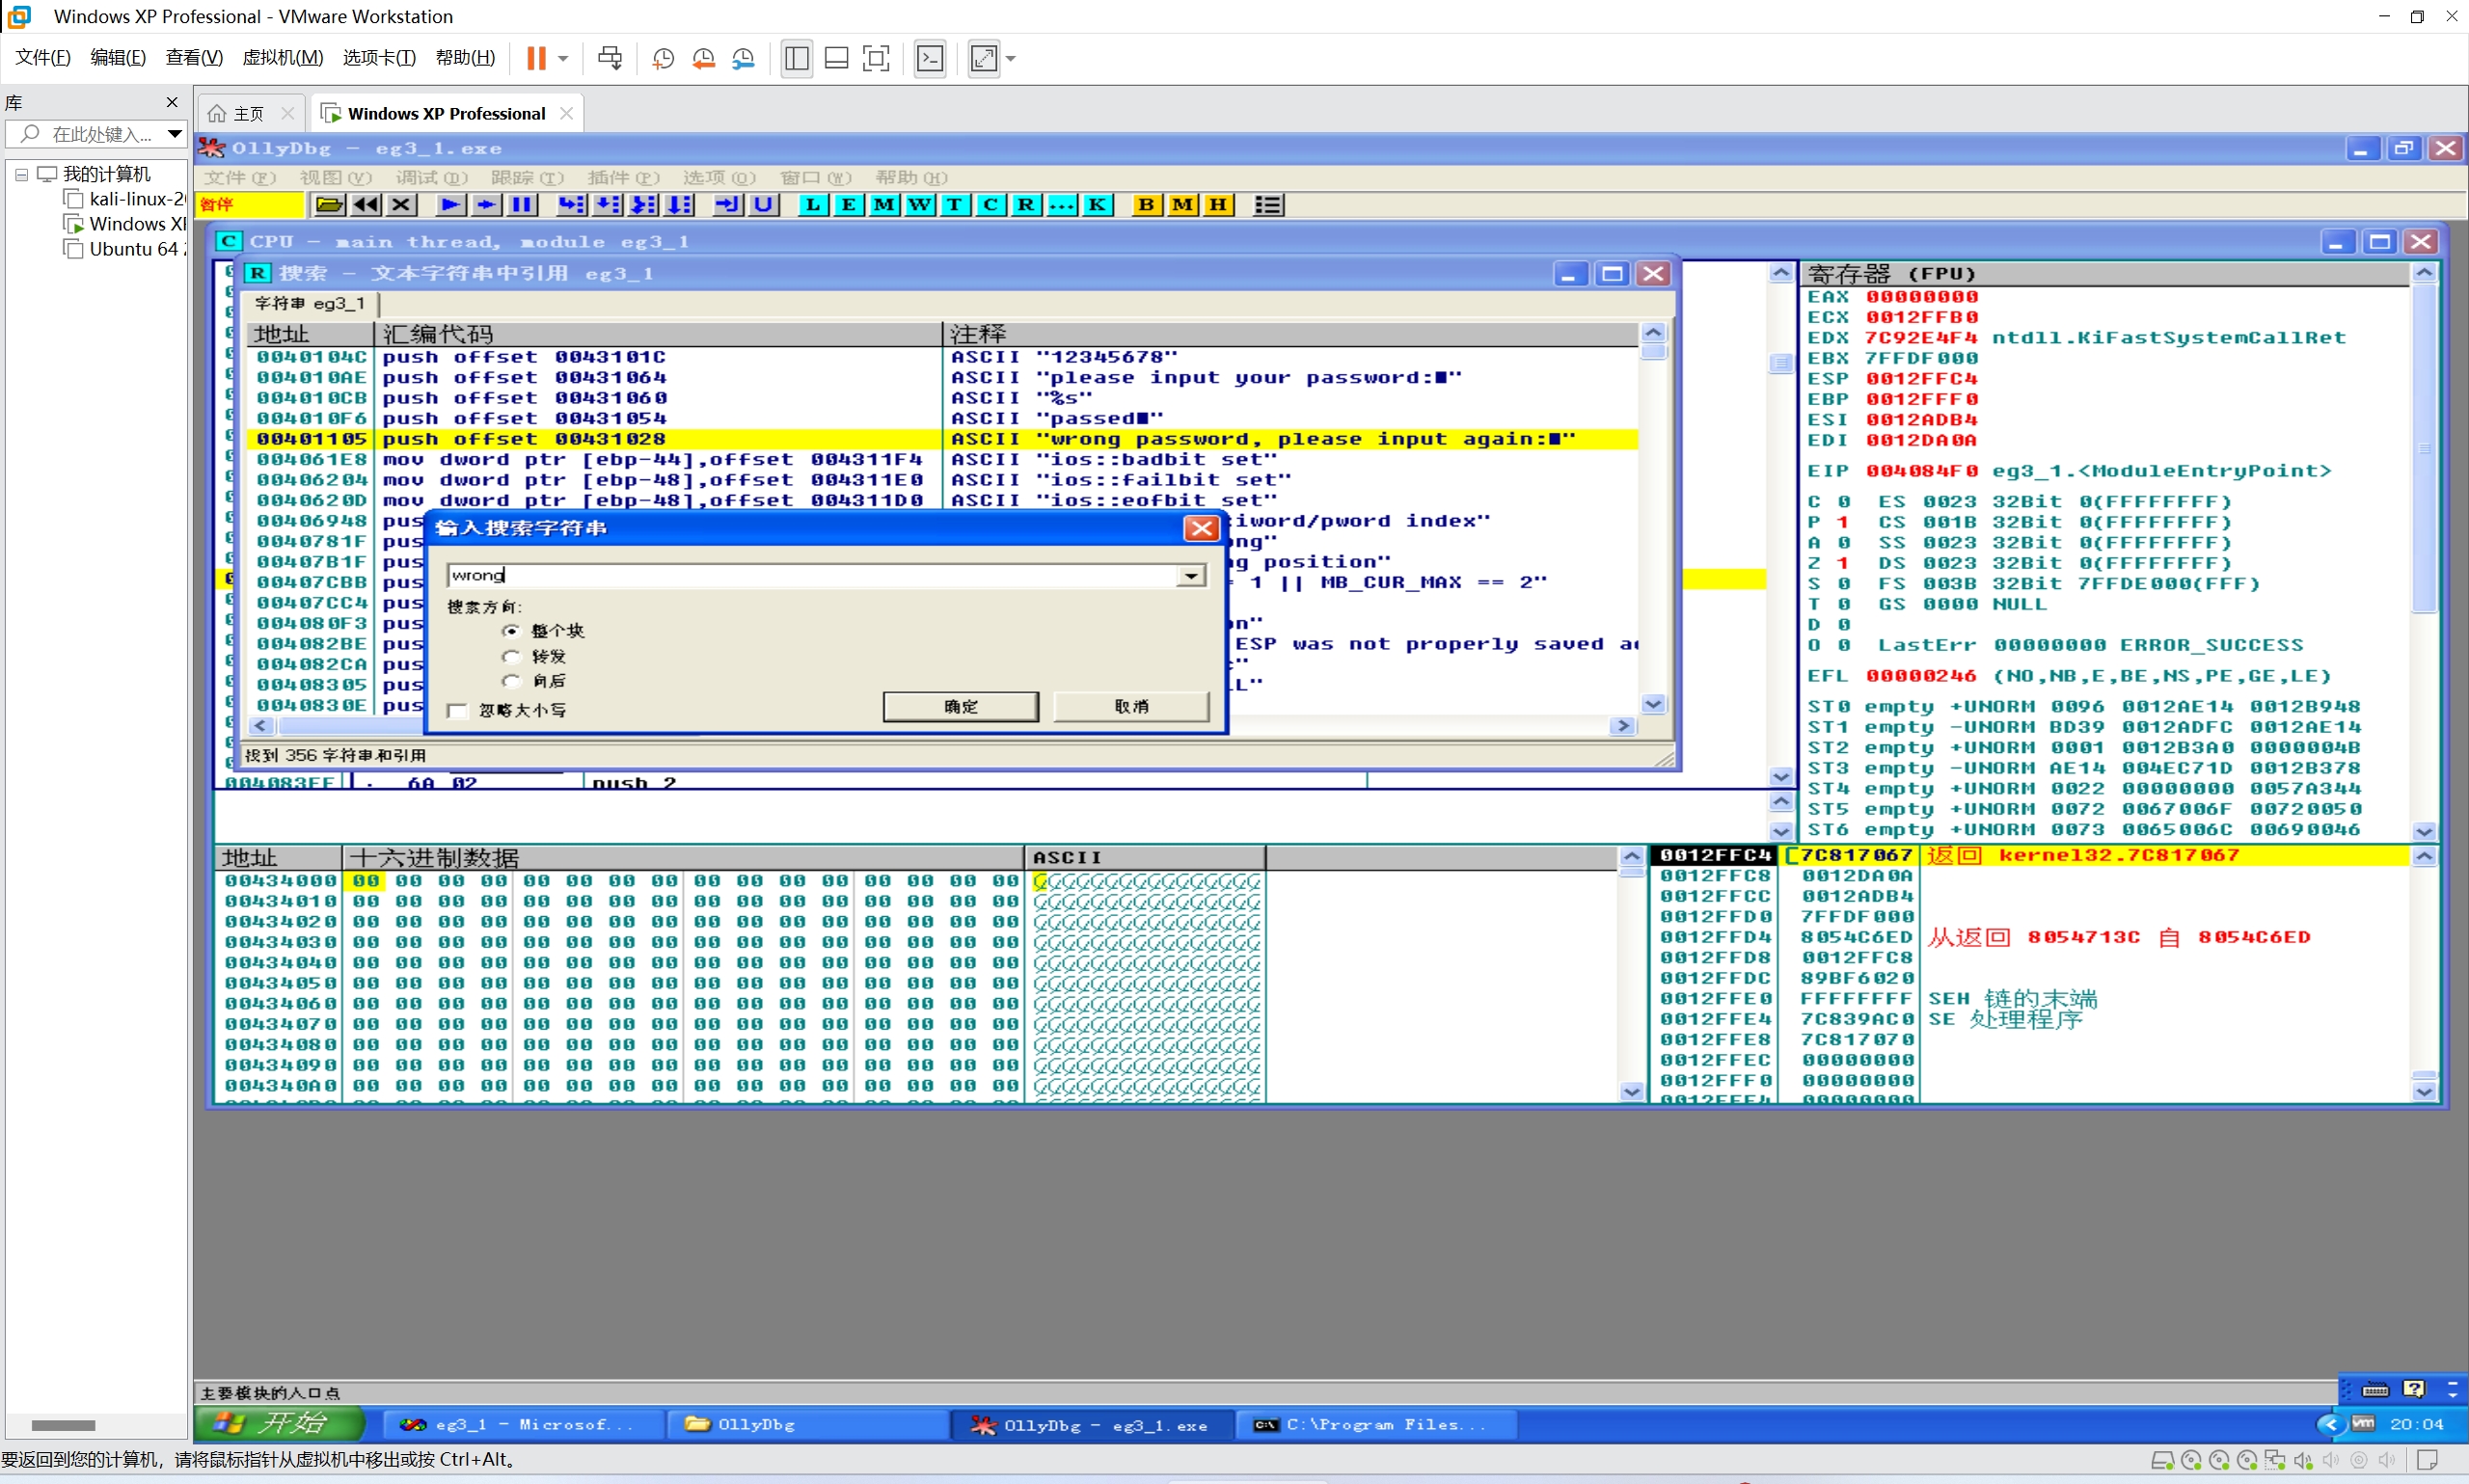 Windows XP Professional - VMware Workstation
文件(F) 编辑(E) 查看(V) 虚拟机(M) 选项卡(T) 帮助(H)
库
在此处键入...
我的计算机
kali-linux-2
Windows XI
Ubuntu 64
主页
Windows XP Professional
OllyDbg - eg3_1.exe
文件(F) 视图(V) 调试(D) 跟踪(T) 插件(P) 选项(O) 窗口(W) 帮助(H)
暂停
L E M W T C R ... K B M H
C CPU - main thread, module eg3_1
R 搜索 - 文本字符串中引用 eg3_1
字符串 eg3_1
地址 汇编代码 注释
0040104C push offset 0043101C ASCII "12345678"
004010AE push offset 00431064 ASCII "please input your password:■"
004010CB push offset 00431060 ASCII "%s"
004010F6 push offset 00431054 ASCII "passed■"
00401105 push offset 00431028 ASCII "wrong password, please input again:■"
004061E8 mov dword ptr [ebp-44],offset 004311F4 ASCII "ios::badbit set"
00406204 mov dword ptr [ebp-48],offset 004311E0 ASCII "ios::failbit set"
0040620D mov dword ptr [ebp-48],offset 004311D0 ASCII "ios::eofbit set"
00406948 pus iword/pword index"
0040781F pus ng"
00407B1F pus g position"
00407CBB pus = 1 || MB_CUR_MAX == 2"
00407CC4 pus
004080F3 pus on"
004082BE pus ESP was not properly saved a
004082CA pus
00408305 pus LL"
0040830E pus
输入搜索字符串
wrong
搜索方向:
整个块
转发
向后
忽略大小写
确定 取消
找到 356 字符串和引用
004083EE . 6A 02 push 2
寄存器 (FPU)
EAX 00000000
ECX 0012FFB0
EDX 7C92E4F4 ntdll.KiFastSystemCallRet
EBX 7FFDF000
ESP 0012FFC4
EBP 0012FFF0
ESI 0012ADB4
EDI 0012DA0A
EIP 004084F0 eg3_1.<ModuleEntryPoint>
C 0 ES 0023 32Bit 0(FFFFFFFF)
P 1 CS 001B 32Bit 0(FFFFFFFF)
A 0 SS 0023 32Bit 0(FFFFFFFF)
Z 1 DS 0023 32Bit 0(FFFFFFFF)
S 0 FS 003B 32Bit 7FFDE000(FFF)
T 0 GS 0000 NULL
D 0
O 0 LastErr 00000000 ERROR_SUCCESS
EFL 00000246 (NO,NB,E,BE,NS,PE,GE,LE)
ST0 empty +UNORM 0096 0012AE14 0012B948
ST1 empty -UNORM BD39 0012ADFC 0012AE14
ST2 empty +UNORM 0001 0012B3A0 0000004B
ST3 empty -UNORM AE14 004EC71D 0012B378
ST4 empty +UNORM 0022 00000000 0057A344
ST5 empty +UNORM 0072 0067006F 00720050
ST6 empty +UNORM 0073 0065006C 00690046
地址 十六进制数据 ASCII
00434000 00 00 00 00 00 00 00 00 00 00 00 00 00 00 00 00
00434010 00 00 00 00 00 00 00 00 00 00 00 00 00 00 00 00
00434020 00 00 00 00 00 00 00 00 00 00 00 00 00 00 00 00
00434030 00 00 00 00 00 00 00 00 00 00 00 00 00 00 00 00
00434040 00 00 00 00 00 00 00 00 00 00 00 00 00 00 00 00
00434050 00 00 00 00 00 00 00 00 00 00 00 00 00 00 00 00
00434060 00 00 00 00 00 00 00 00 00 00 00 00 00 00 00 00
00434070 00 00 00 00 00 00 00 00 00 00 00 00 00 00 00 00
00434080 00 00 00 00 00 00 00 00 00 00 00 00 00 00 00 00
00434090 00 00 00 00 00 00 00 00 00 00 00 00 00 00 00 00
004340A0 00 00 00 00 00 00 00 00 00 00 00 00 00 00 00 00
0012FFC4 [7C817067 返回 kernel32.7C817067
0012FFC8 0012DA0A
0012FFCC 0012ADB4
0012FFD0 7FFDF000
0012FFD4 8054C6ED 从返回 8054713C 自 8054C6ED
0012FFD8 0012FFC8
0012FFDC 89BF6020
0012FFE0 FFFFFFFF SEH 链的末端
0012FFE4 7C839AC0 SE 处理程序
0012FFE8 7C817070
0012FFEC 00000000
0012FFF0 00000000
0012FFF4 00000000
主要模块的入口点
开始 eg3_1 - Microsof... OllyDbg OllyDbg - eg3_1.exe C:\Program Files... 20:04
要返回到您的计算机，请将鼠标指针从虚拟机中移出或按 Ctrl+Alt。